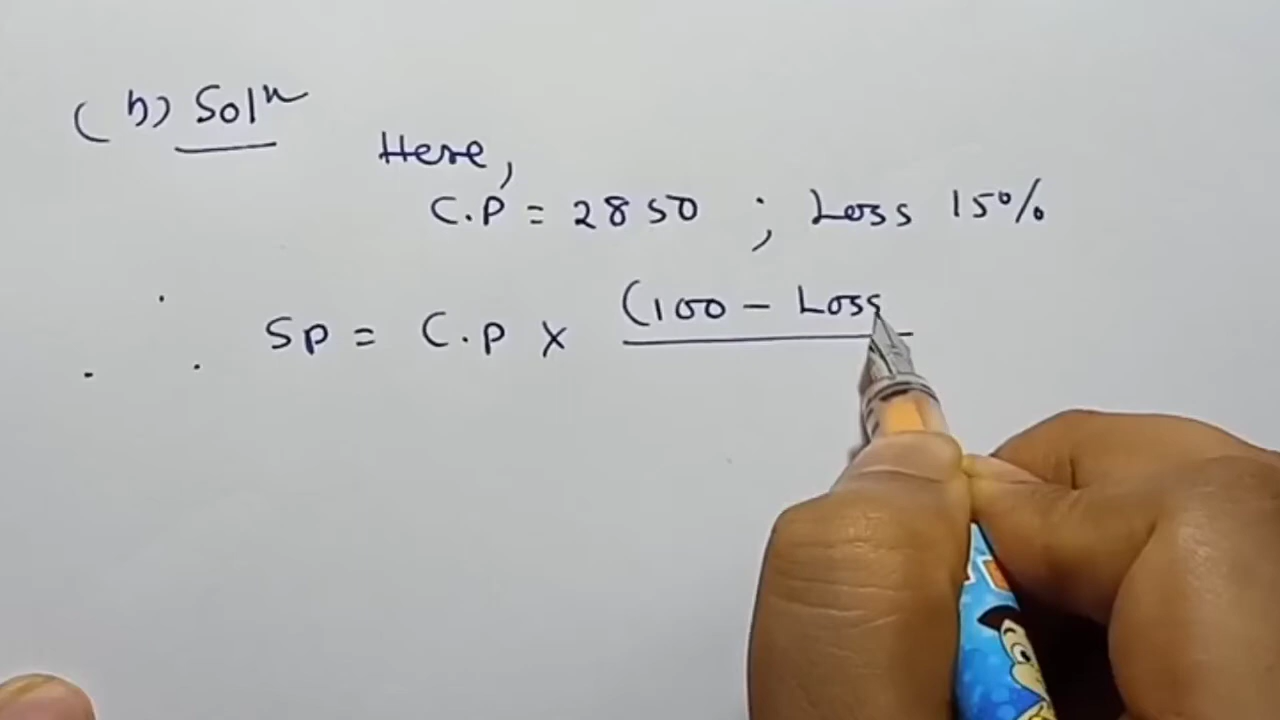 (b) Solⁿ
Here,
C.P = 2850 ; Loss 15%
∴ SP = C.P × (100 - Loss